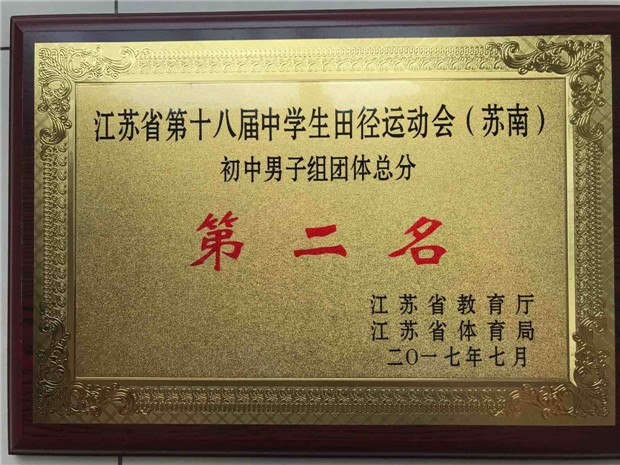 江苏省第十八届中学生田径运动会（苏南）
初中男子组团体总分
第二名
江苏省教育厅
江苏省体育局
二〇一七年七月